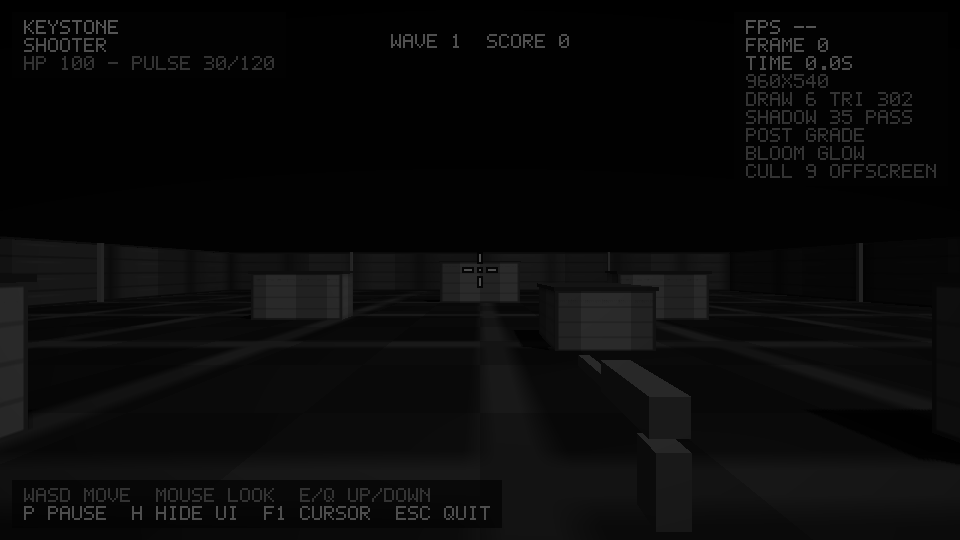 KEYSTONE
SHOOTER
HP 100 - PULSE 30/120
WAVE 1  SCORE 0
FPS --
FRAME 0
TIME 0.0S
960X540
DRAW 6 TRI 302
SHADOW 35 PASS
POST GRADE
BLOOM GLOW
CULL 9 OFFSCREEN
WASD MOVE  MOUSE LOOK  E/Q UP/DOWN
P PAUSE  H HIDE UI  F1 CURSOR  ESC QUIT